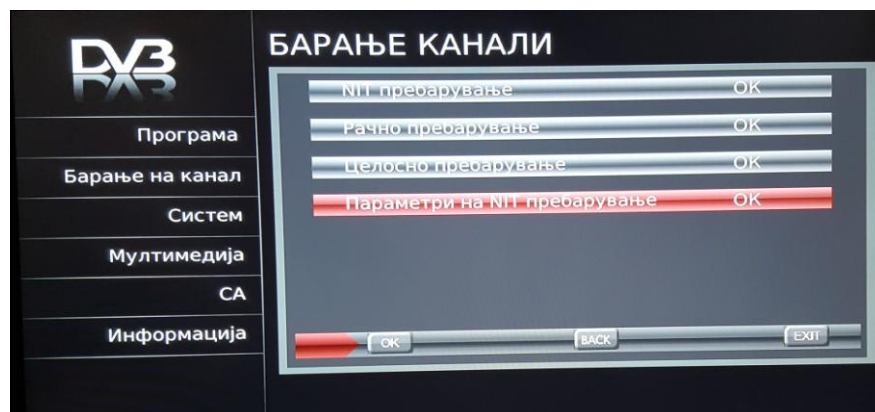 DVB
БАРАЊЕ КАНАЛИ
NIT пребарување OK
Рачно пребарување OK
Целосно пребарување OK
Параметри на NIT пребарување OK
Програма
Барање на канал
Систем
Мултимедија
CA
Информација
OK BACK EXIT